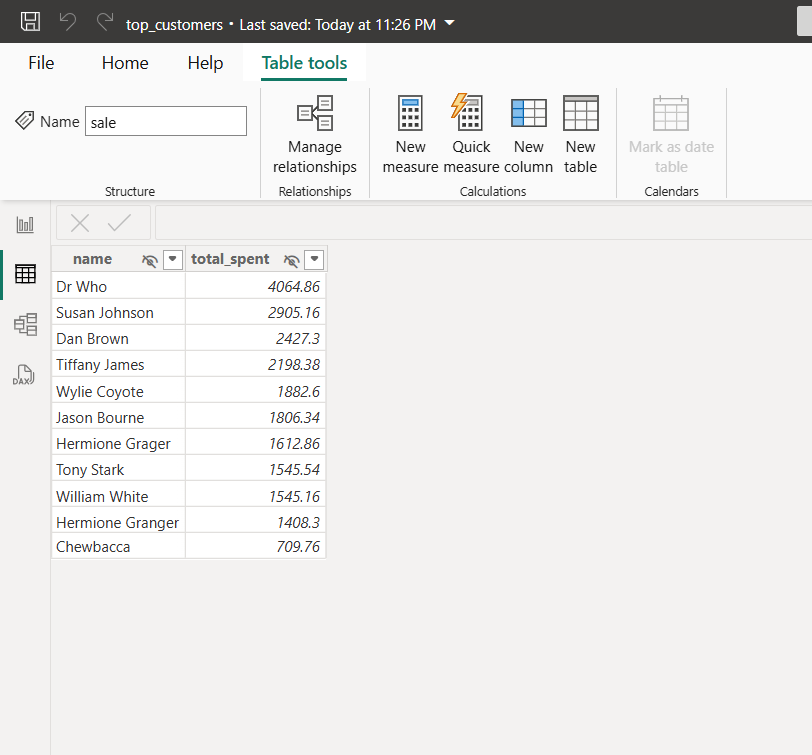 top_customers • Last saved: Today at 11:26 PM
File Home Help Table tools
Name sale
Manage relationships
New measure
Quick measure
New column
New table
Mark as date table
Structure Relationships Calculations Calendars
DAX
name total_spent
Dr Who 4064.86
Susan Johnson 2905.16
Dan Brown 2427.3
Tiffany James 2198.38
Wylie Coyote 1882.6
Jason Bourne 1806.34
Hermione Grager 1612.86
Tony Stark 1545.54
William White 1545.16
Hermione Granger 1408.3
Chewbacca 709.76